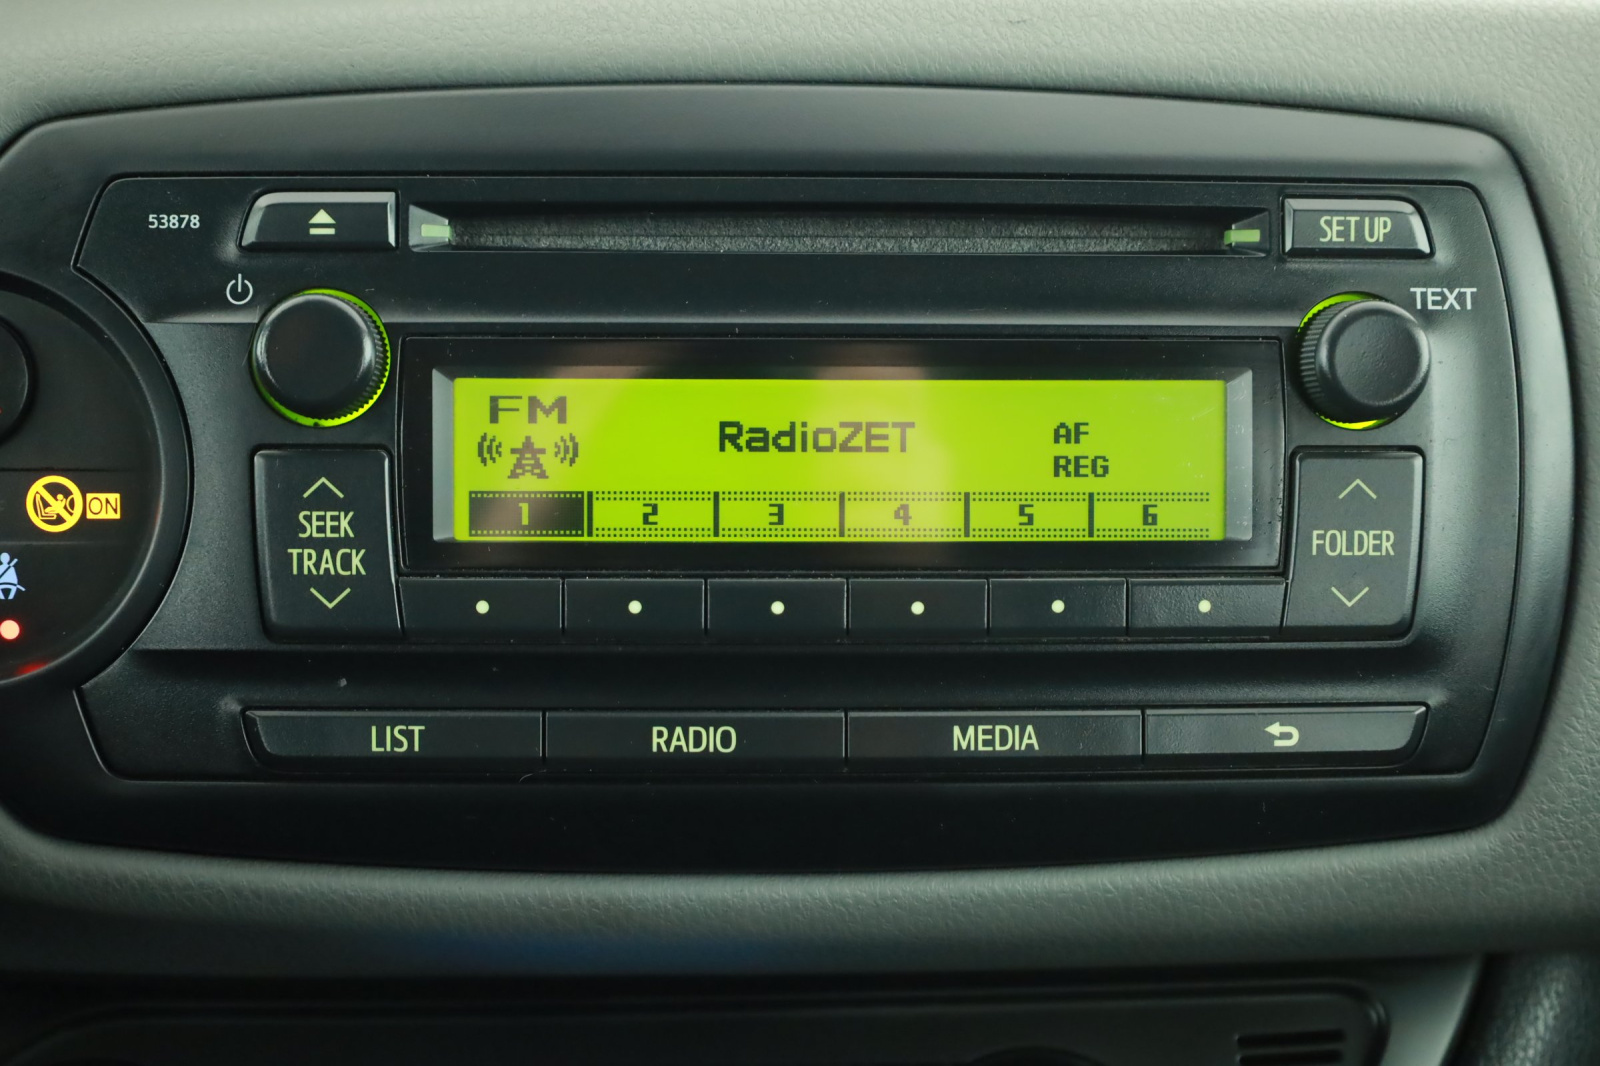 53878
SET UP
TEXT
FM
RadioZET
AF
REG
1 2 3 4 5 6
ON
SEEK
TRACK
FOLDER
LIST RADIO MEDIA